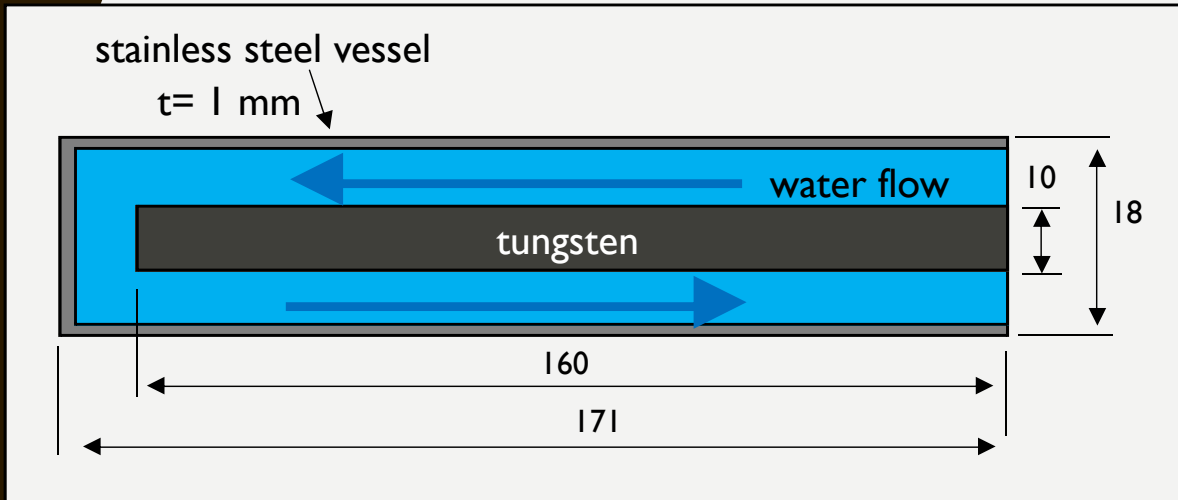 stainless steel vessel
t= 1 mm
water flow
10
18
tungsten
160
171